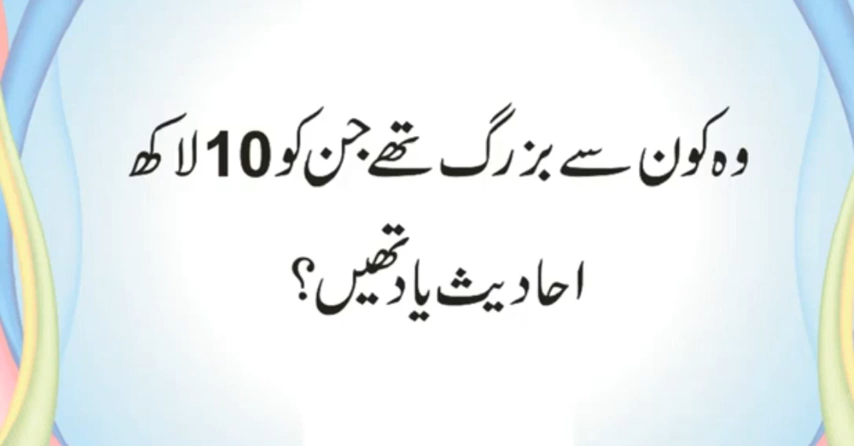 وہ کون سے بزرگ تھے جن کو 10 لاکھ
احادیث یاد تھیں؟